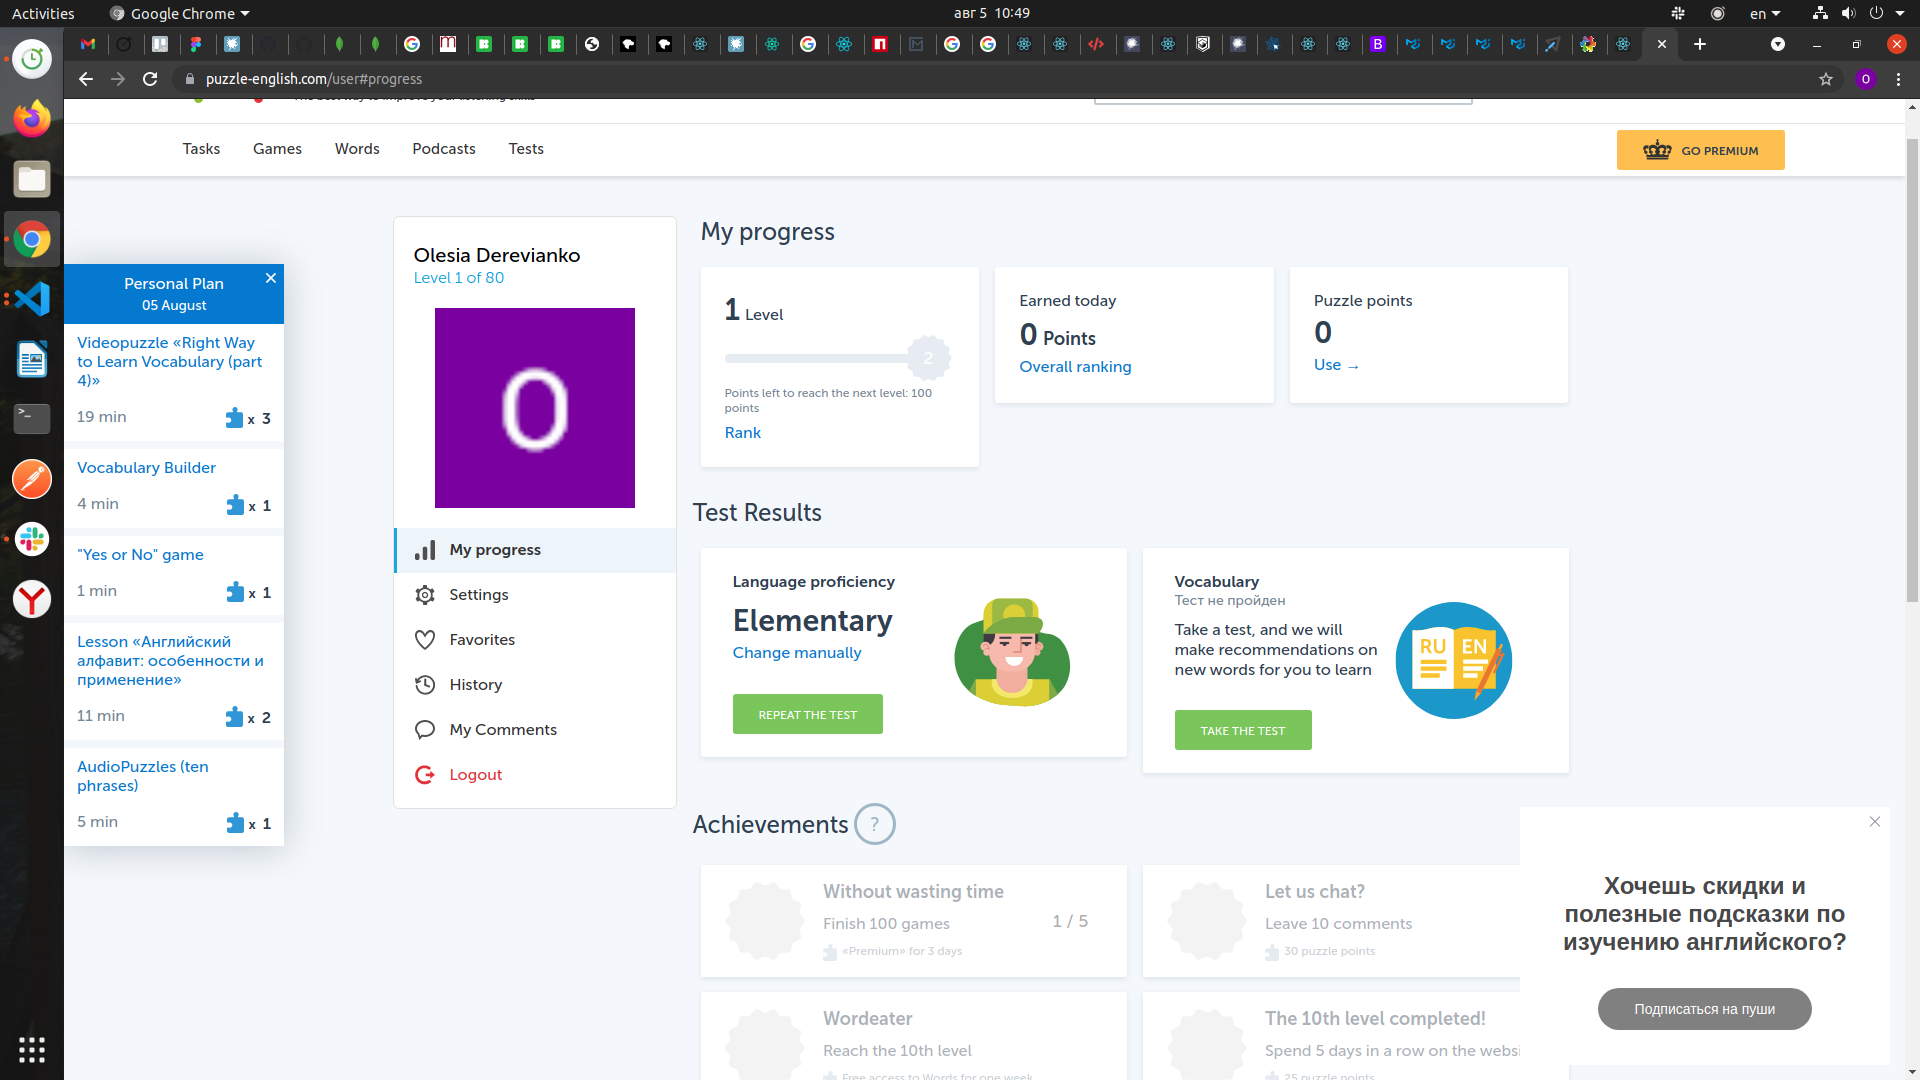 Activities
Google Chrome
авг 5 10:49
en
puzzle-english.com/user#progress
O
Tasks
Games
Words
Podcasts
Tests
GO PREMIUM
Personal Plan
05 August
Videopuzzle «Right Way
to Learn Vocabulary (part
4)»
19 min
x 3
Vocabulary Builder
4 min
x 1
"Yes or No" game
1 min
x 1
Lesson «Английский
алфавит: особенности и
применение»
11 min
x 2
AudioPuzzles (ten
phrases)
5 min
x 1
Olesia Derevianko
Level 1 of 80
O
My progress
Settings
Favorites
History
My Comments
Logout
My progress
1 Level
2
Points left to reach the next level: 100
points
Rank
Earned today
0 Points
Overall ranking
Puzzle points
0
Use →
Test Results
Language proficiency
Elementary
Change manually
REPEAT THE TEST
Vocabulary
Тест не пройден
Take a test, and we will
make recommendations on
new words for you to learn
RU EN
TAKE THE TEST
Achievements ?
Without wasting time
Finish 100 games
1 / 5
«Premium» for 3 days
Let us chat?
Leave 10 comments
30 puzzle points
Wordeater
Reach the 10th level
Free access to Words for one week
The 10th level completed!
Spend 5 days in a row on the websi
25 puzzle points
Хочешь скидки и
полезные подсказки по
изучению английского?
Подписаться на пуши